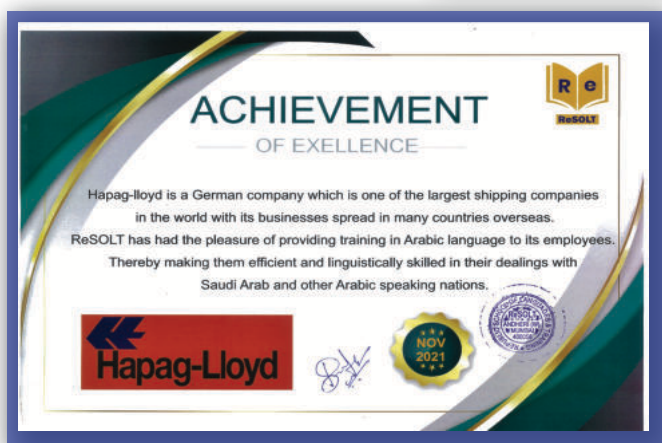 ACHIEVEMENT
OF EXELLENCE
R e
ReSOLT
Hapag-lloyd is a German company which is one of the largest shipping companies
in the world with its businesses spread in many countries overseas.
ReSOLT has had the pleasure of providing training in Arabic language to its employees.
Thereby making them efficient and linguistically skilled in their dealings with
Saudi Arab and other Arabic speaking nations.
Hapag-Lloyd
NOV
2021
ReSOLT
ANDHERI (W)
MUMBAI